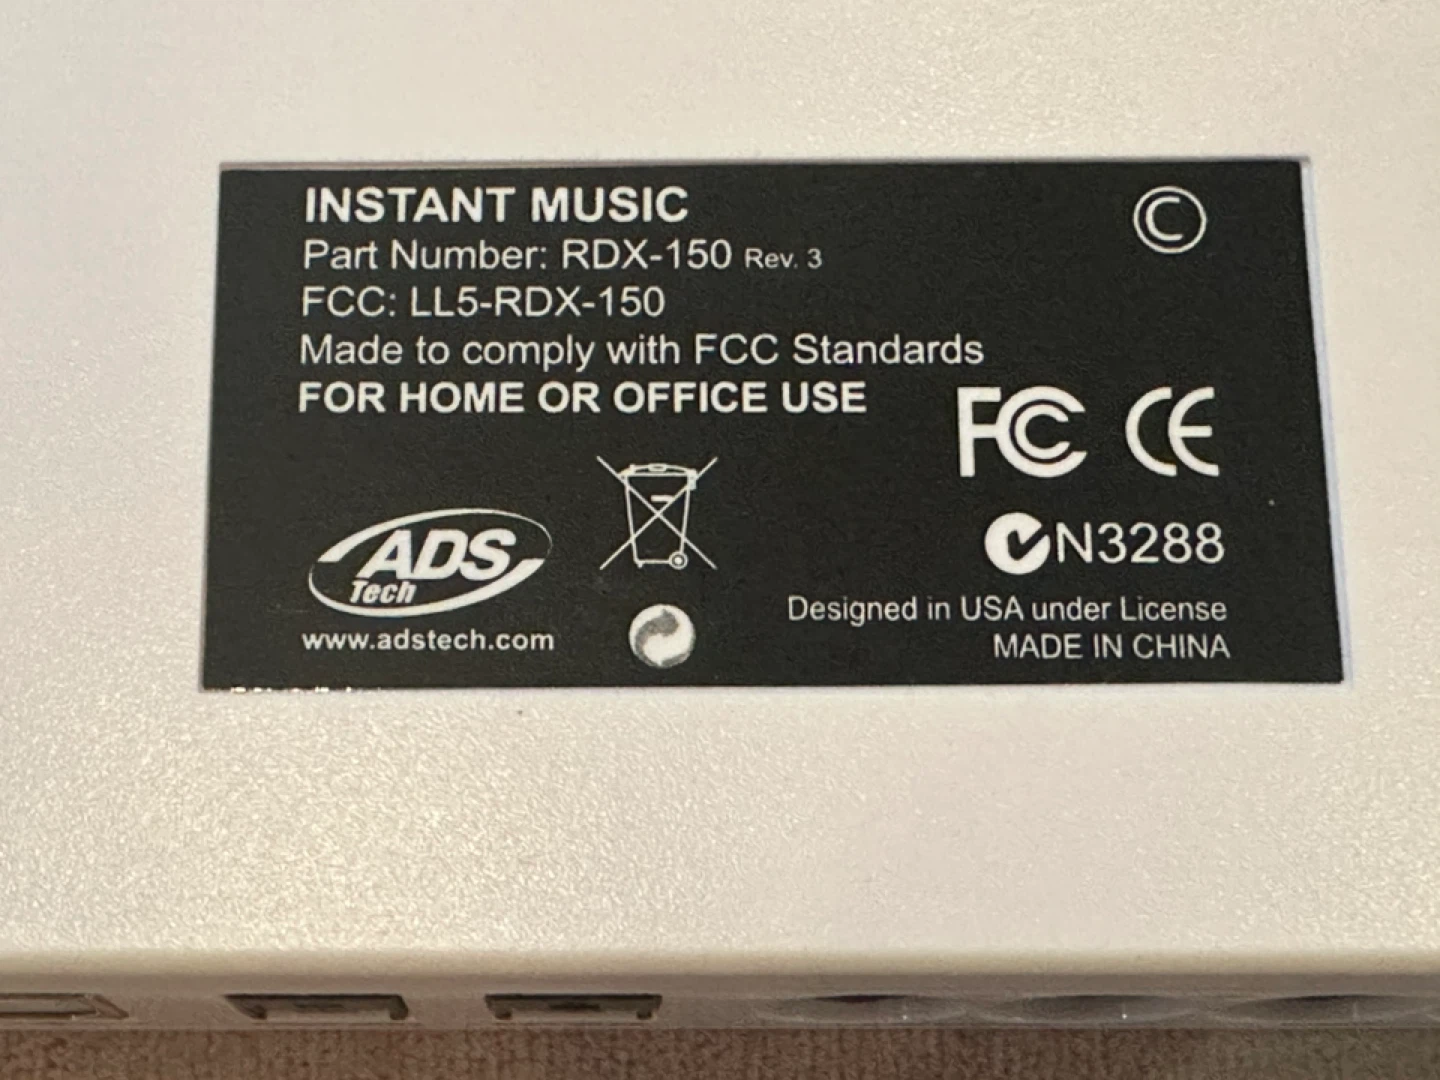 INSTANT MUSIC
©
Part Number: RDX-150 Rev. 3
FCC: LL5-RDX-150
Made to comply with FCC Standards
FOR HOME OR OFFICE USE
FC CE
ADS
Tech
N3288
www.adstech.com
Designed in USA under License
MADE IN CHINA